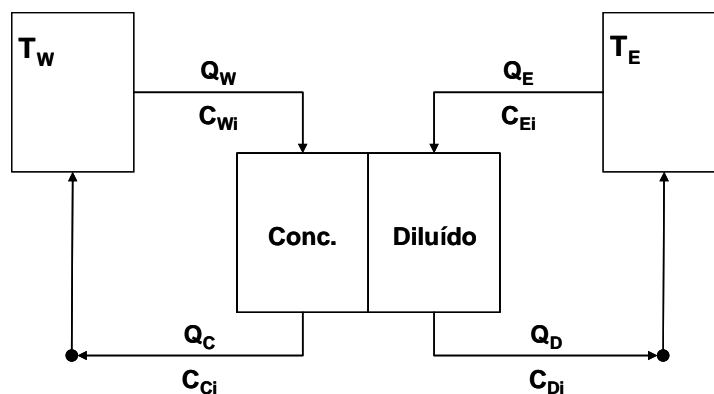 T_W
T_E
Q_W
Q_E
C_Wi
C_Ei
Conc.
Diluído
Q_C
Q_D
C_Ci
C_Di